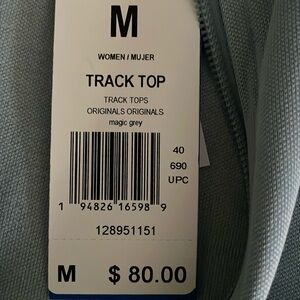 M
WOMEN / MUJER
TRACK TOP
TRACK TOPS
ORIGINALS ORIGINALS
magic grey
40
690
UPC
1 94826 16598 9
128951151
M $ 80.00